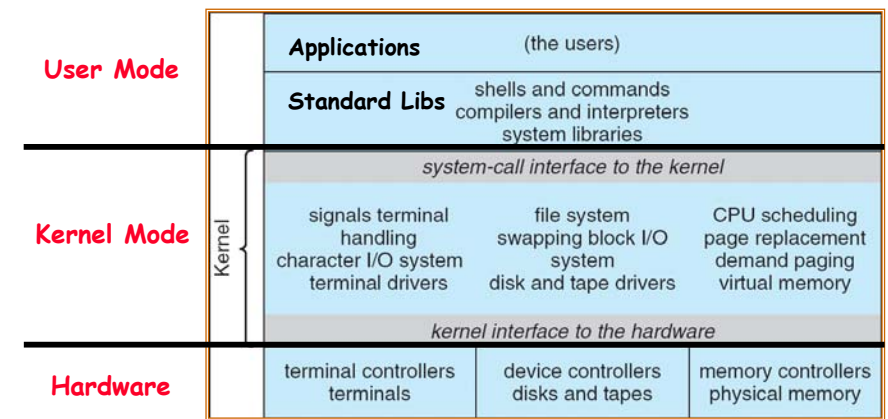 User Mode
Applications
(the users)
Standard Libs
shells and commands
compilers and interpreters
system libraries
Kernel Mode
Kernel
system-call interface to the kernel
signals terminal
handling
character I/O system
terminal drivers
file system
swapping block I/O
system
disk and tape drivers
CPU scheduling
page replacement
demand paging
virtual memory
kernel interface to the hardware
Hardware
terminal controllers
terminals
device controllers
disks and tapes
memory controllers
physical memory